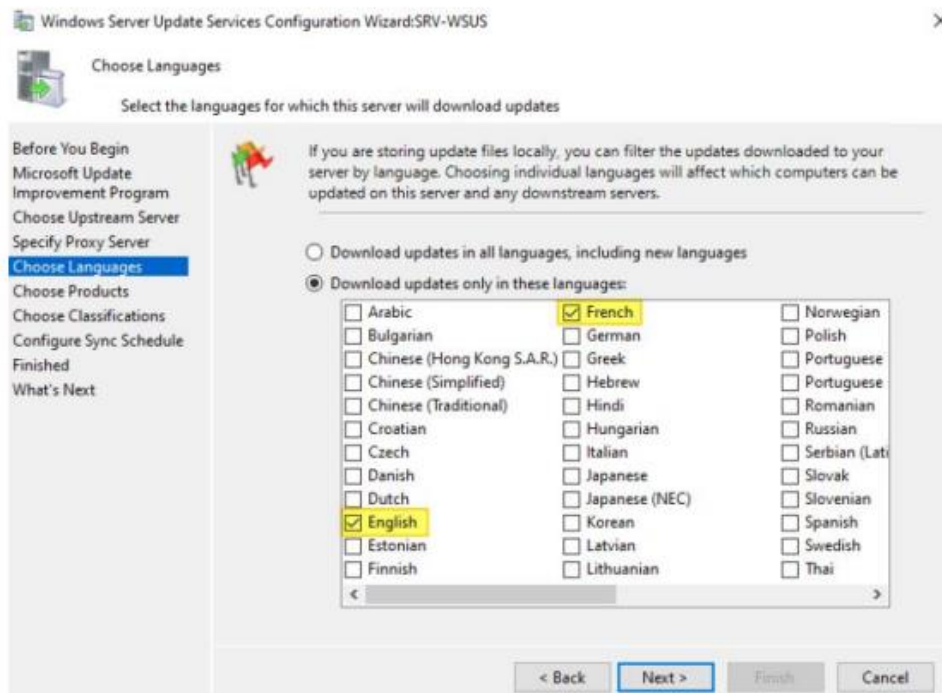 Windows Server Update Services Configuration Wizard:SRV-WSUS
Choose Languages
Select the languages for which this server will download updates
Before You Begin
Microsoft Update
Improvement Program
Choose Upstream Server
Specify Proxy Server
Choose Languages
Choose Products
Choose Classifications
Configure Sync Schedule
Finished
What's Next
If you are storing update files locally, you can filter the updates downloaded to your
server by language. Choosing individual languages will affect which computers can be
updated on this server and any downstream servers.
Download updates in all languages, including new languages
Download updates only in these languages:
Arabic
Bulgarian
Chinese (Hong Kong S.A.R.)
Chinese (Simplified)
Chinese (Traditional)
Croatian
Czech
Danish
Dutch
English
Estonian
Finnish
French
German
Greek
Hebrew
Hindi
Hungarian
Italian
Japanese
Japanese (NEC)
Korean
Latvian
Lithuanian
Norwegian
Polish
Portuguese
Portuguese
Romanian
Russian
Serbian (Lati
Slovak
Slovenian
Spanish
Swedish
Thai
< Back
Next >
Finish
Cancel